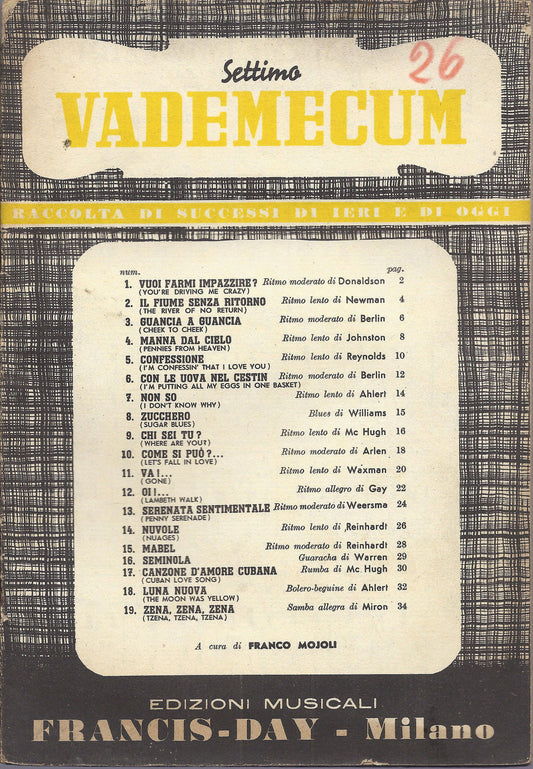 26
Settimo
VADEMECUM
RACCOLTA DI SUCCESSI DI IERI E DI OGGI
num. pag.
1. VUOI FARMI IMPAZZIRE? Ritmo moderato di Donaldson 2
(YOU'RE DRIVING ME CRAZY)
2. IL FIUME SENZA RITORNO Ritmo lento di Newman 4
(THE RIVER OF NO RETURN)
3. GUANCIA A GUANCIA Ritmo moderato di Berlin 6
(CHEEK TO CHEEK)
4. MANNA DAL CIELO Ritmo lento di Johnston 8
(PENNIES FROM HEAVEN)
5. CONFESSIONE Ritmo lento di Reynolds 10
(I'M CONFESSIN' THAT I LOVE YOU)
6. CON LE UOVA NEL CESTIN Ritmo moderato di Berlin 12
(I'M PUTTING ALL MY EGGS IN ONE BASKET)
7. NON SO Ritmo lento di Ahlert 14
(I DON'T KNOW WHY)
8. ZUCCHERO Blues di Williams 15
(SUGAR BLUES)
9. CHI SEI TU? Ritmo lento di Mc Hugh 16
(WHERE ARE YOU?)
10. COME SI PUÒ?... Ritmo moderato di Arlen 18
(LET'S FALL IN LOVE)
11. VA!... Ritmo lento di Waxman 20
(GONE)
12. OI!... Ritmo allegro di Gay 22
(LAMBETH WALK)
13. SERENATA SENTIMENTALE Ritmo moderato di Weersma 24
(PENNY SERENADE)
14. NUVOLE Ritmo lento di Reinhardt 26
(NUAGES)
15. MABEL Ritmo moderato di Reinhardt 28
16. SEMINOLA Guaracha di Warren 29
17. CANZONE D'AMORE CUBANA Rumba di Mc Hugh 30
(CUBAN LOVE SONG)
18. LUNA NUOVA Bolero-beguine di Ahlert 32
(THE MOON WAS YELLOW)
19. ZENA, ZENA, ZENA Samba allegra di Miron 34
(TZENA, TZENA, TZENA)
A cura di FRANCO MOJOLI
EDIZIONI MUSICALI
FRANCIS-DAY - Milano